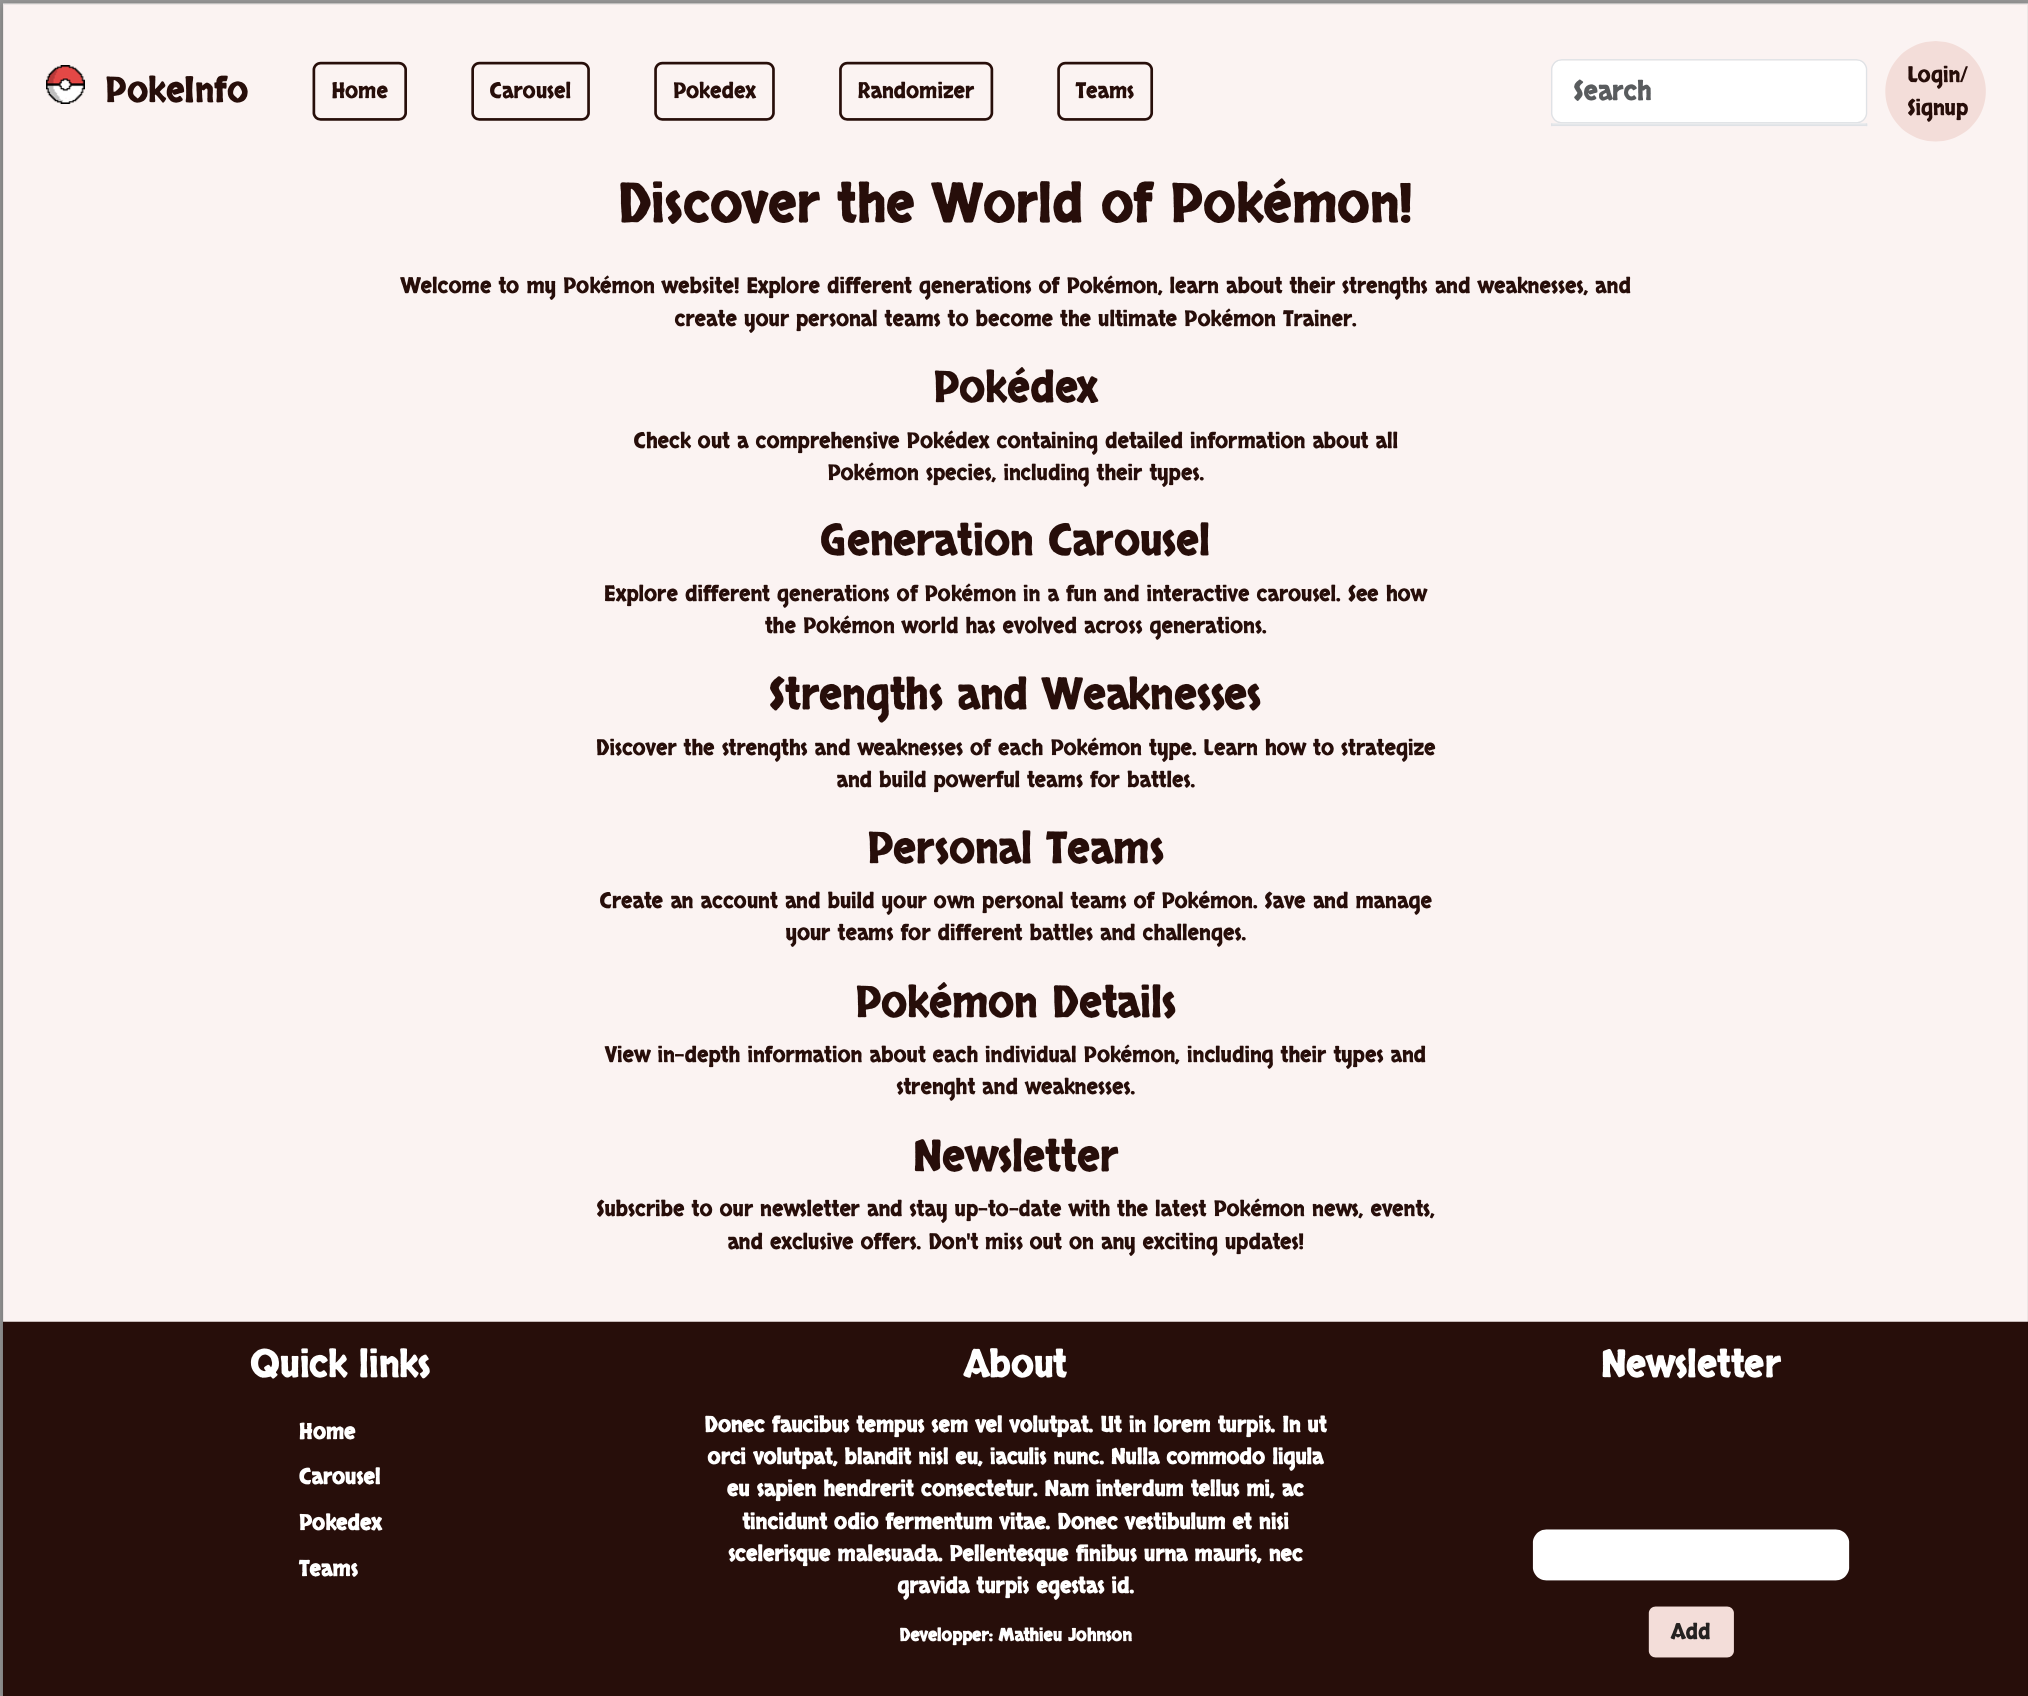 PokeInfo
Home
Carousel
Pokedex
Randomizer
Teams
Search
Login/
Signup
Discover the World of Pokémon!
Welcome to my Pokémon website! Explore different generations of Pokémon, learn about their strengths and weaknesses, and
create your personal teams to become the ultimate Pokémon Trainer.
Pokédex
Check out a comprehensive Pokédex containing detailed information about all
Pokémon species, including their types.
Generation Carousel
Explore different generations of Pokémon in a fun and interactive carousel. See how
the Pokémon world has evolved across generations.
Strengths and Weaknesses
Discover the strengths and weaknesses of each Pokémon type. Learn how to strategize
and build powerful teams for battles.
Personal Teams
Create an account and build your own personal teams of Pokémon. Save and manage
your teams for different battles and challenges.
Pokémon Details
View in-depth information about each individual Pokémon, including their types and
strenght and weaknesses.
Newsletter
Subscribe to our newsletter and stay up-to-date with the latest Pokémon news, events,
and exclusive offers. Don't miss out on any exciting updates!
Quick links
Home
Carousel
Pokedex
Teams
About
Donec faucibus tempus sem vel volutpat. Ut in lorem turpis. In ut
orci volutpat, blandit nisl eu, iaculis nunc. Nulla commodo ligula
eu sapien hendrerit consectetur. Nam interdum tellus mi, ac
tincidunt odio fermentum vitae. Donec vestibulum et nisi
scelerisque malesuada. Pellentesque finibus urna mauris, nec
gravida turpis egestas id.
Developper: Mathieu Johnson
Newsletter
Add